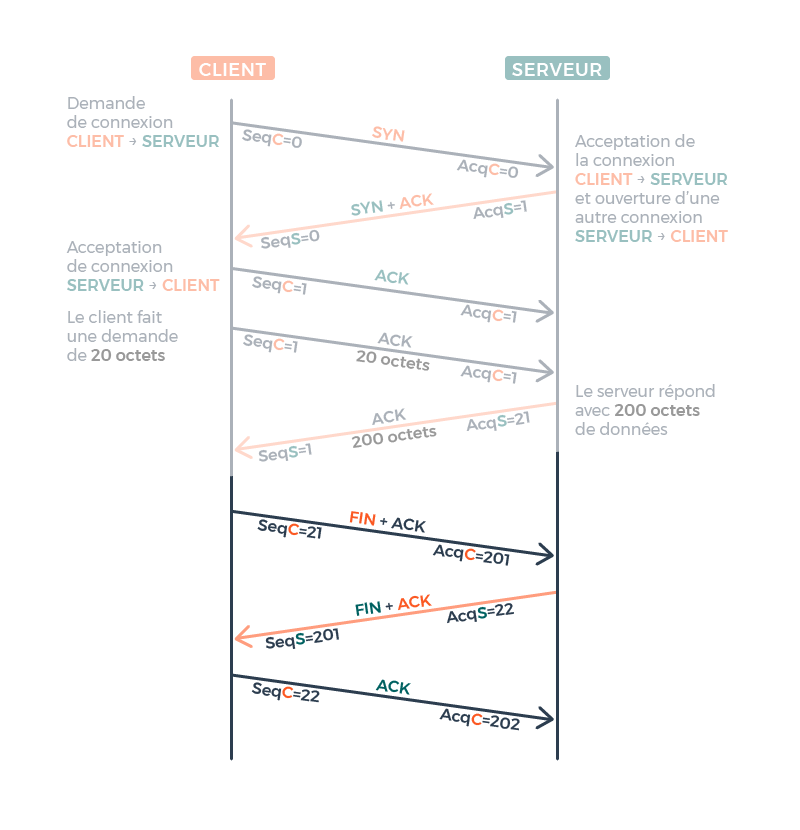 CLIENT
SERVEUR
Demande
de connexion
CLIENT → SERVEUR
SYN
SeqC=0
AcqC=0
Acceptation de
la connexion
CLIENT → SERVEUR
et ouverture d'une
autre connexion
SERVEUR → CLIENT
SYN + ACK
AcqS=1
SeqS=0
Acceptation
de connexion
SERVEUR → CLIENT
ACK
SeqC=1
AcqC=1
Le client fait
une demande
de 20 octets
ACK
SeqC=1
20 octets
AcqC=1
Le serveur répond
avec 200 octets
de données
ACK
AcqS=21
200 octets
SeqS=1
FIN + ACK
SeqC=21
AcqC=201
FIN + ACK
AcqS=22
SeqS=201
ACK
SeqC=22
AcqC=202